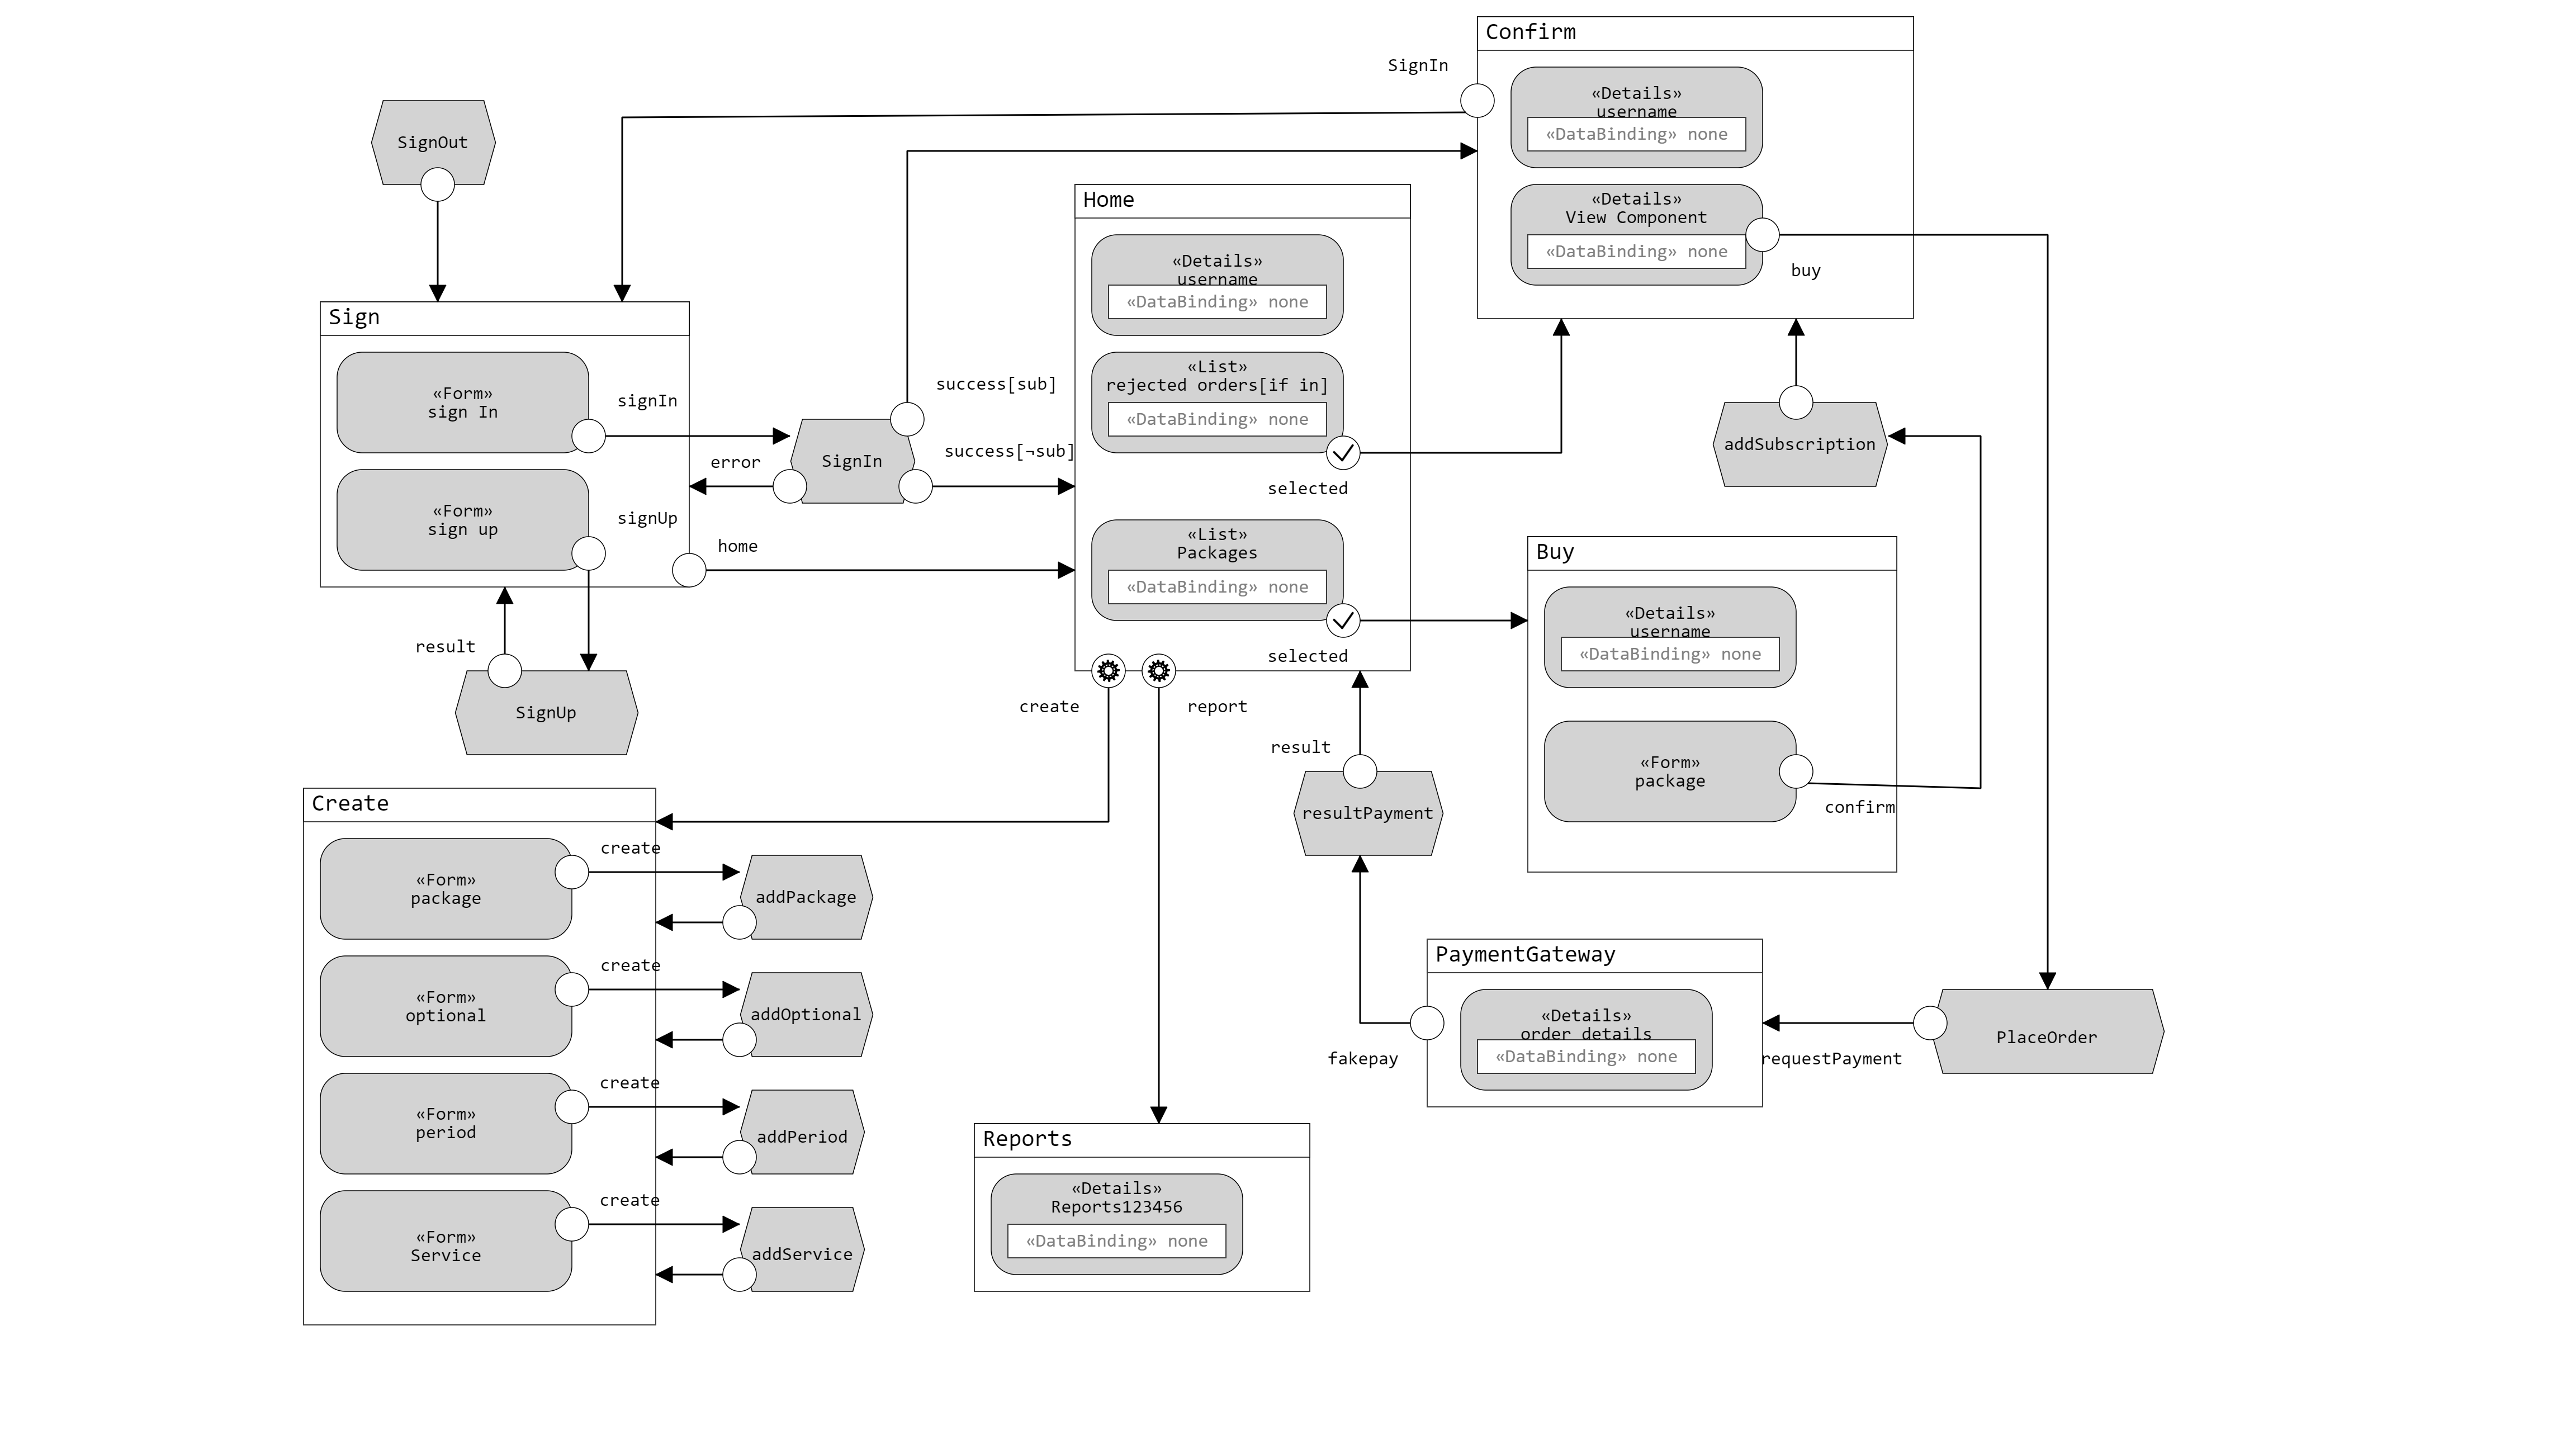 Confirm
SignIn
«Details»
username
«DataBinding» none
«Details»
View Component
«DataBinding» none
buy
SignOut
Home
«Details»
username
«DataBinding» none
«List»
rejected orders[if in]
«DataBinding» none
selected
«List»
Packages
«DataBinding» none
selected
create
report
Sign
«Form»
sign In
signIn
«Form»
sign up
signUp
error
SignIn
success[sub]
success[¬sub]
home
result
SignUp
addSubscription
Buy
«Details»
username
«DataBinding» none
«Form»
package
confirm
result
resultPayment
Create
«Form»
package
create
addPackage
«Form»
optional
create
addOptional
«Form»
period
create
addPeriod
«Form»
Service
create
addService
PaymentGateway
«Details»
order details
«DataBinding» none
fakepay
requestPayment
PlaceOrder
Reports
«Details»
Reports123456
«DataBinding» none